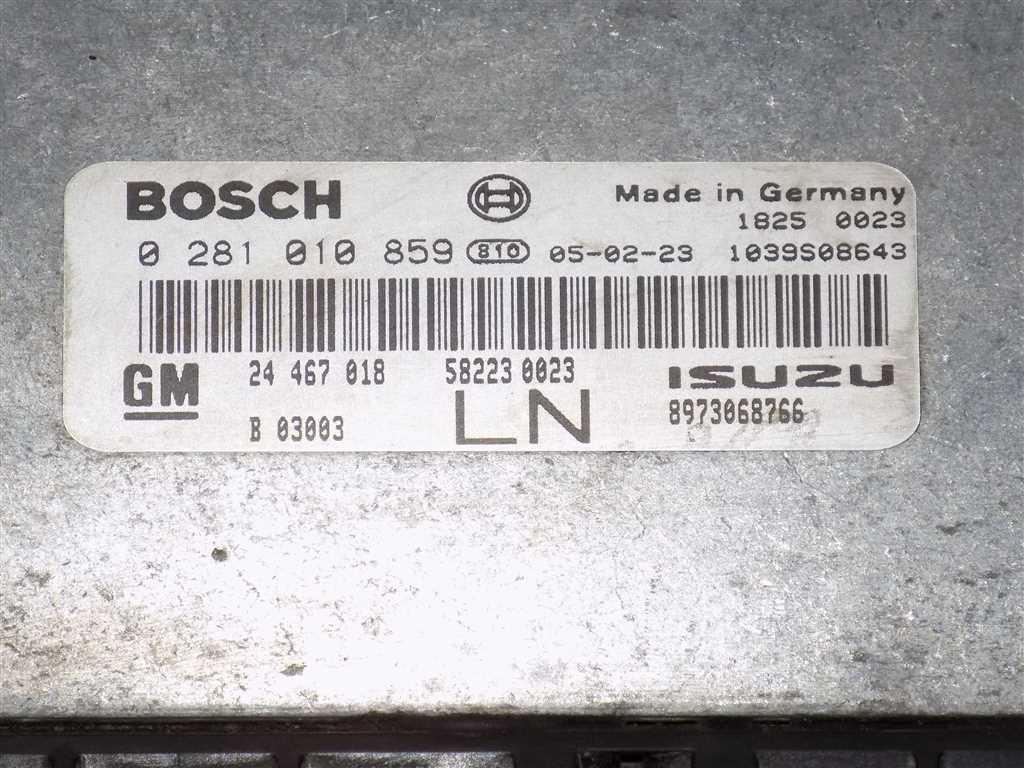 BOSCH
Made in Germany
1825 0023
0 281 010 859 810 05-02-23 1039S08643
GM 24 467 018 58223 0023 ISUZU
B 03003 LN 8973068766